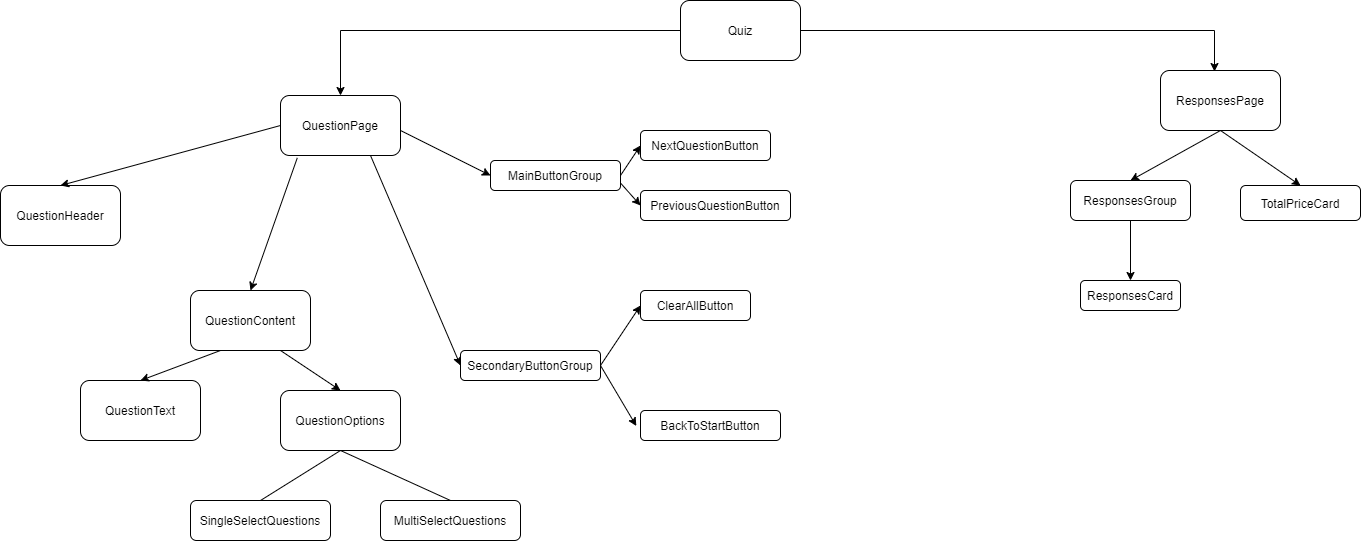 Quiz
ResponsesPage
QuestionPage
NextQuestionButton
MainButtonGroup
ResponsesGroup
TotalPriceCard
PreviousQuestionButton
QuestionHeader
ResponsesCard
ClearAllButton
QuestionContent
SecondaryButtonGroup
QuestionText
QuestionOptions
BackToStartButton
SingleSelectQuestions
MultiSelectQuestions